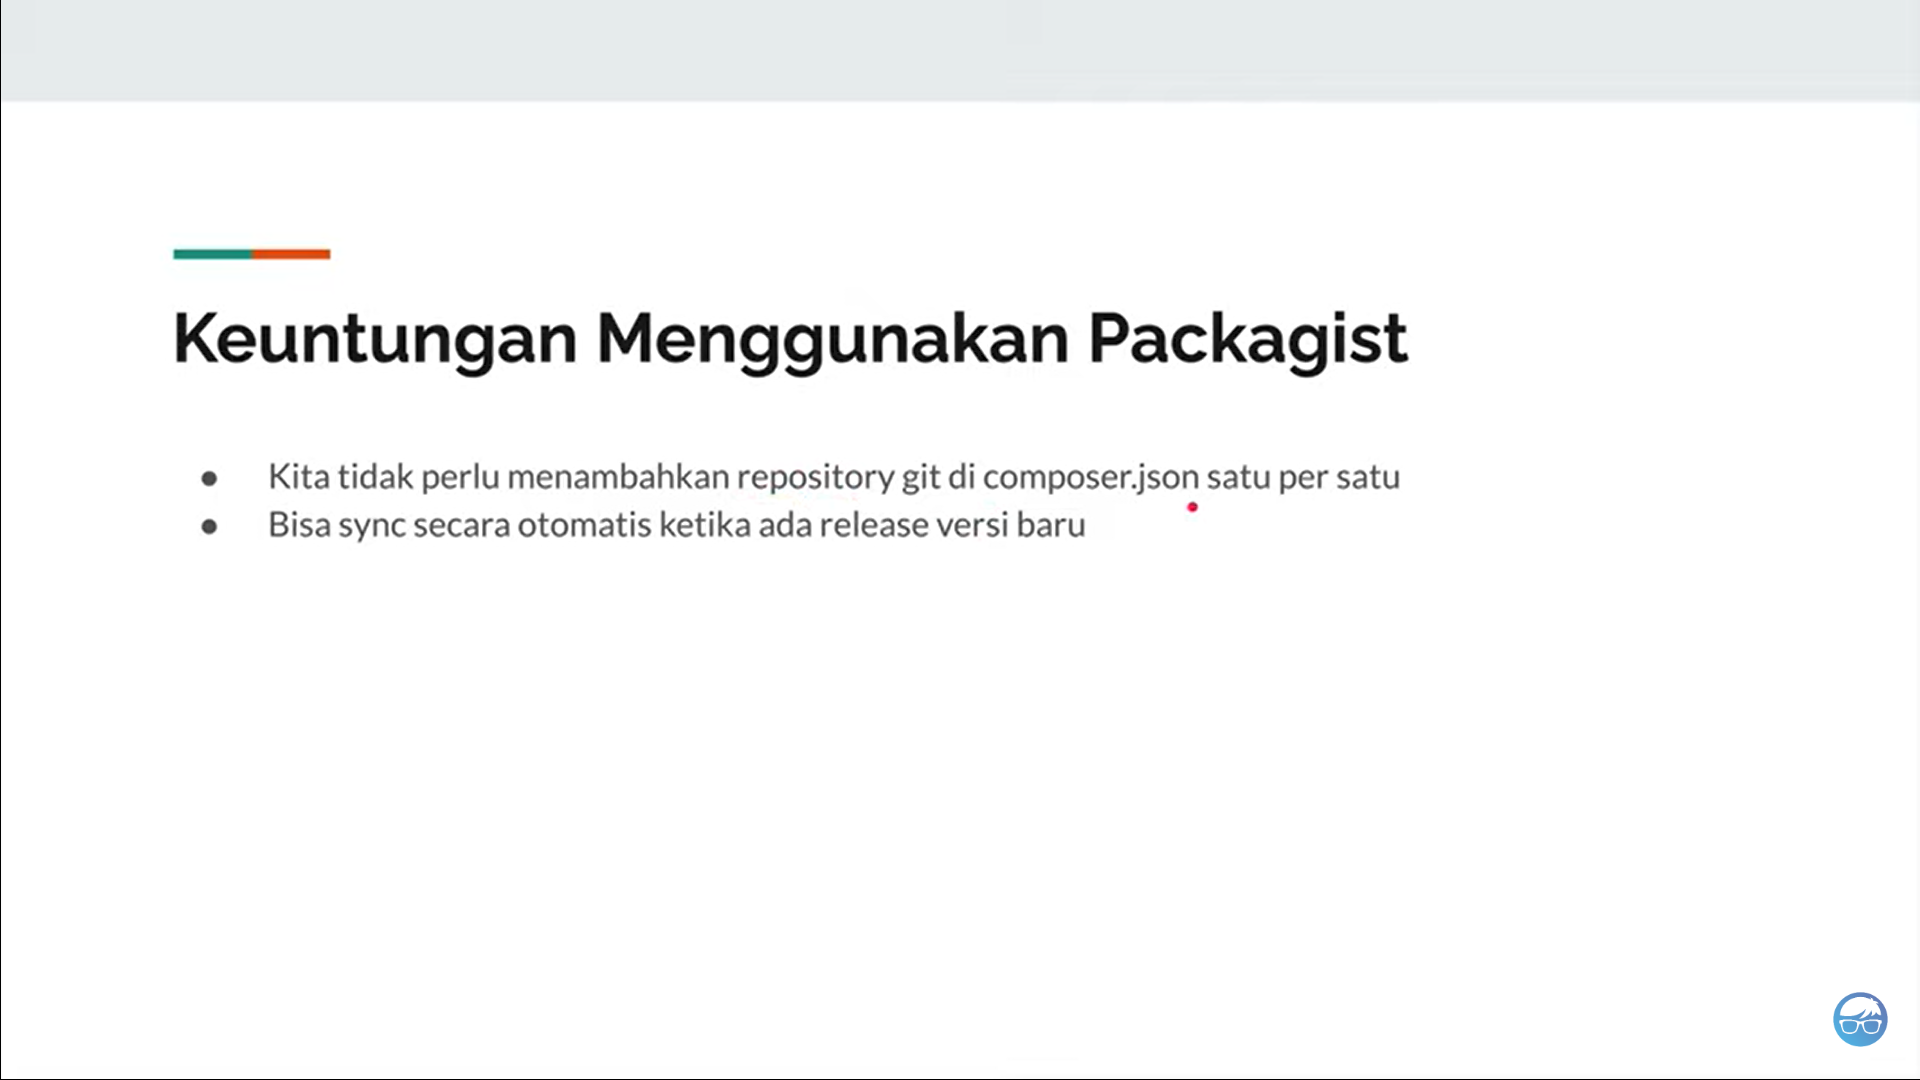 Keuntungan Menggunakan Packagist
● Kita tidak perlu menambahkan repository git di composer.json satu per satu
● Bisa sync secara otomatis ketika ada release versi baru